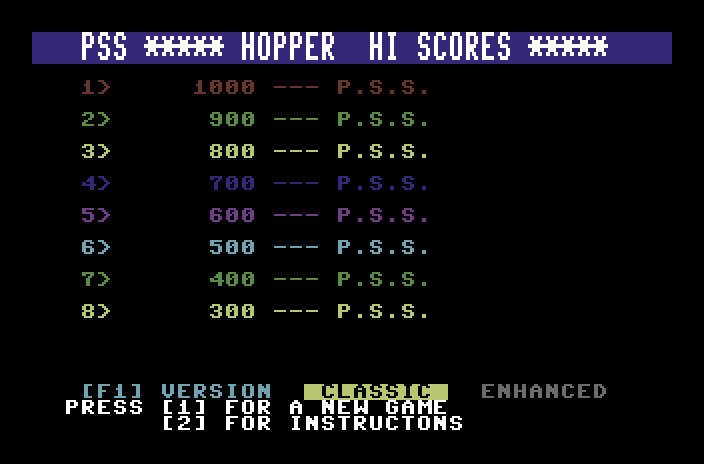 PSS ***** HOPPER  HI SCORES *****
1> 1000 --- P.S.S.
2> 900 --- P.S.S.
3> 800 --- P.S.S.
4> 700 --- P.S.S.
5> 600 --- P.S.S.
6> 500 --- P.S.S.
7> 400 --- P.S.S.
8> 300 --- P.S.S.
[F1] VERSION CLASSIC ENHANCED
PRESS [1] FOR A NEW GAME
[2] FOR INSTRUCTONS